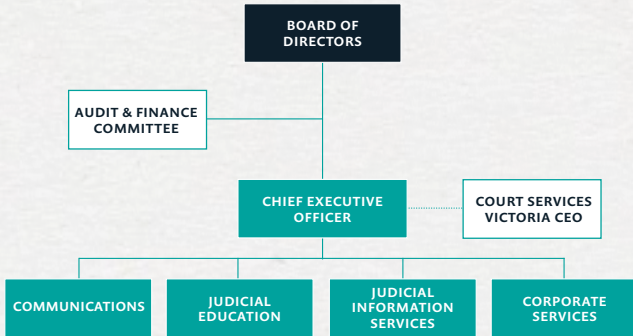 BOARD OF
DIRECTORS
AUDIT & FINANCE
COMMITTEE
CHIEF EXECUTIVE
OFFICER
COURT SERVICES
VICTORIA CEO
COMMUNICATIONS
JUDICIAL
EDUCATION
JUDICIAL
INFORMATION
SERVICES
CORPORATE
SERVICES